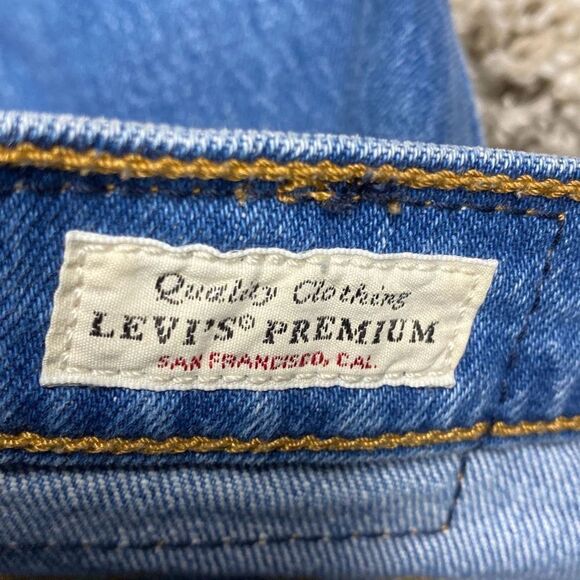 Quality Clothing
LEVI'S® PREMIUM
SAN FRANCISCO, CAL.